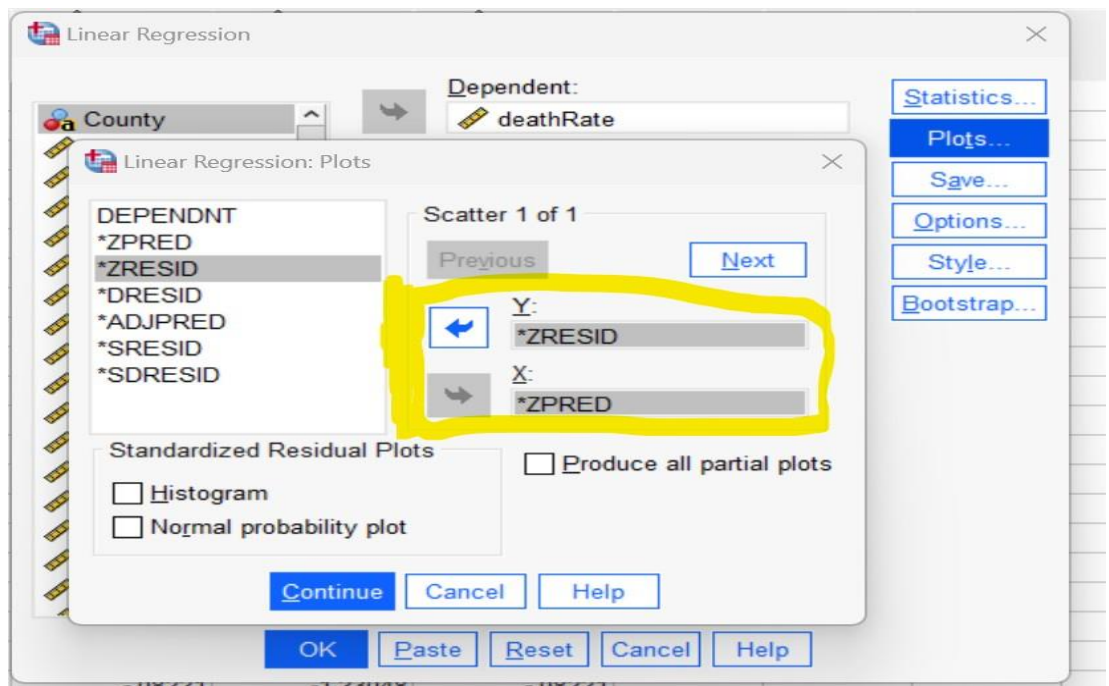 Linear Regression
Dependent:
County
deathRate
Statistics...
Plots...
Save...
Options...
Style...
Bootstrap...
Linear Regression: Plots
DEPENDNT
*ZPRED
*ZRESID
*DRESID
*ADJPRED
*SRESID
*SDRESID
Scatter 1 of 1
Previous
Next
Y:
*ZRESID
X:
*ZPRED
Standardized Residual Plots
Histogram
Normal probability plot
Produce all partial plots
Continue
Cancel
Help
OK
Paste
Reset
Cancel
Help